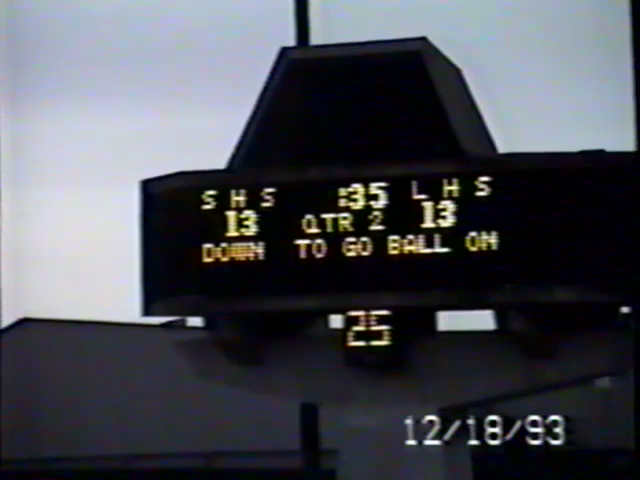 S H S :35 L H S
13 QTR 2 13
DOWN TO GO BALL ON
25
12/18/93